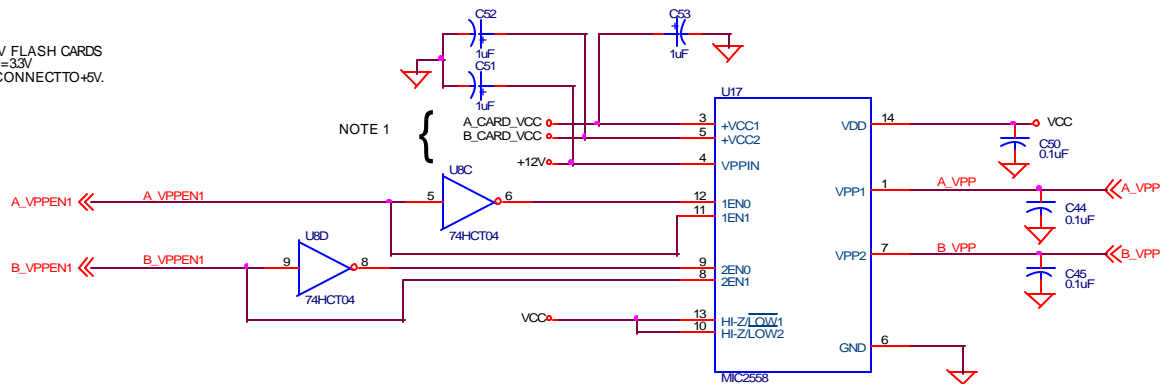 C52
1uF
C53
1uF
V FLASH CARDS
=3.3V
CONNECT TO +5V.
C51
1uF
U17
NOTE 1
{
A_CARD_VCC
B_CARD_VCC
+12V
3
5
4
+VCC1
+VCC2
VPPIN
VDD
14
VCC
C50
0.1uF
A_VPPEN1
A_VPPEN1
U8C
5
6
74HCT04
12
11
1EN0
1EN1
VPP1
1
A_VPP
A_VPP
C44
0.1uF
B_VPPEN1
B_VPPEN1
U8D
9
8
74HCT04
9
8
2EN0
2EN1
VPP2
7
B_VPP
B_VPP
C45
0.1uF
VCC
13
10
HI-Z/LOW1
HI-Z/LOW2
GND
6
MIC2558